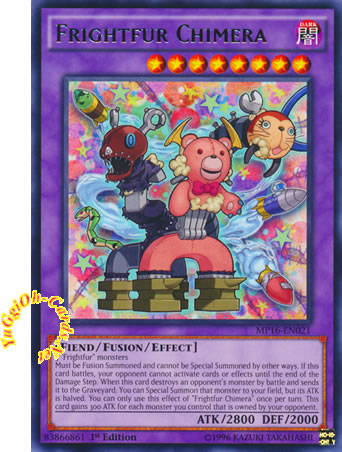 FRIGHTFUR CHIMERA
DARK
闇
MP16-EN021
[FIEND/FUSION/EFFECT]
"Frightfur" monsters
Must be Fusion Summoned and cannot be Special Summoned by other ways. If this
card battles, your opponent cannot activate cards or effects until the end of the
Damage Step. When this card destroys an opponent's monster by battle and sends
it to the Graveyard: You can Special Summon that monster to your field, but its ATK
is halved. You can only use this effect of "Frightfur Chimera" once per turn. This
card gains 300 ATK for each monster you control that is owned by your opponent.
ATK/2800 DEF/2000
83866861 1st Edition ©1996 KAZUKI TAKAHASHI